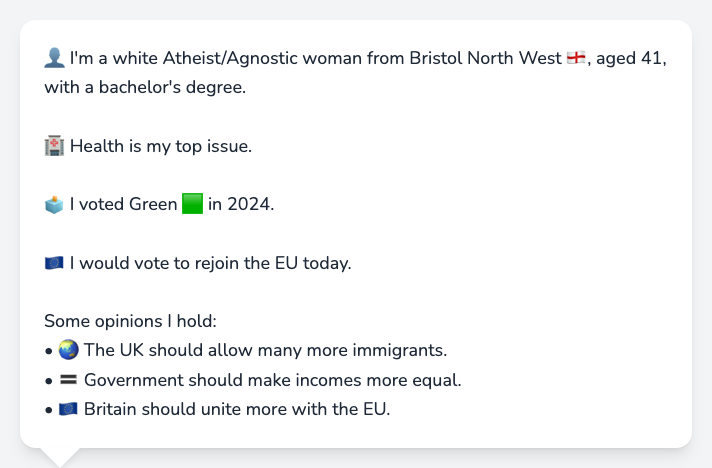 👤 I'm a white Atheist/Agnostic woman from Bristol North West 🏴󠁧󠁢󠁥󠁮󠁧󠁿, aged 41,
with a bachelor's degree.
🏥 Health is my top issue.
🗳️ I voted Green 🟩 in 2024.
🇪🇺 I would vote to rejoin the EU today.
Some opinions I hold:
• 🌏 The UK should allow many more immigrants.
• 🟰 Government should make incomes more equal.
• 🇪🇺 Britain should unite more with the EU.